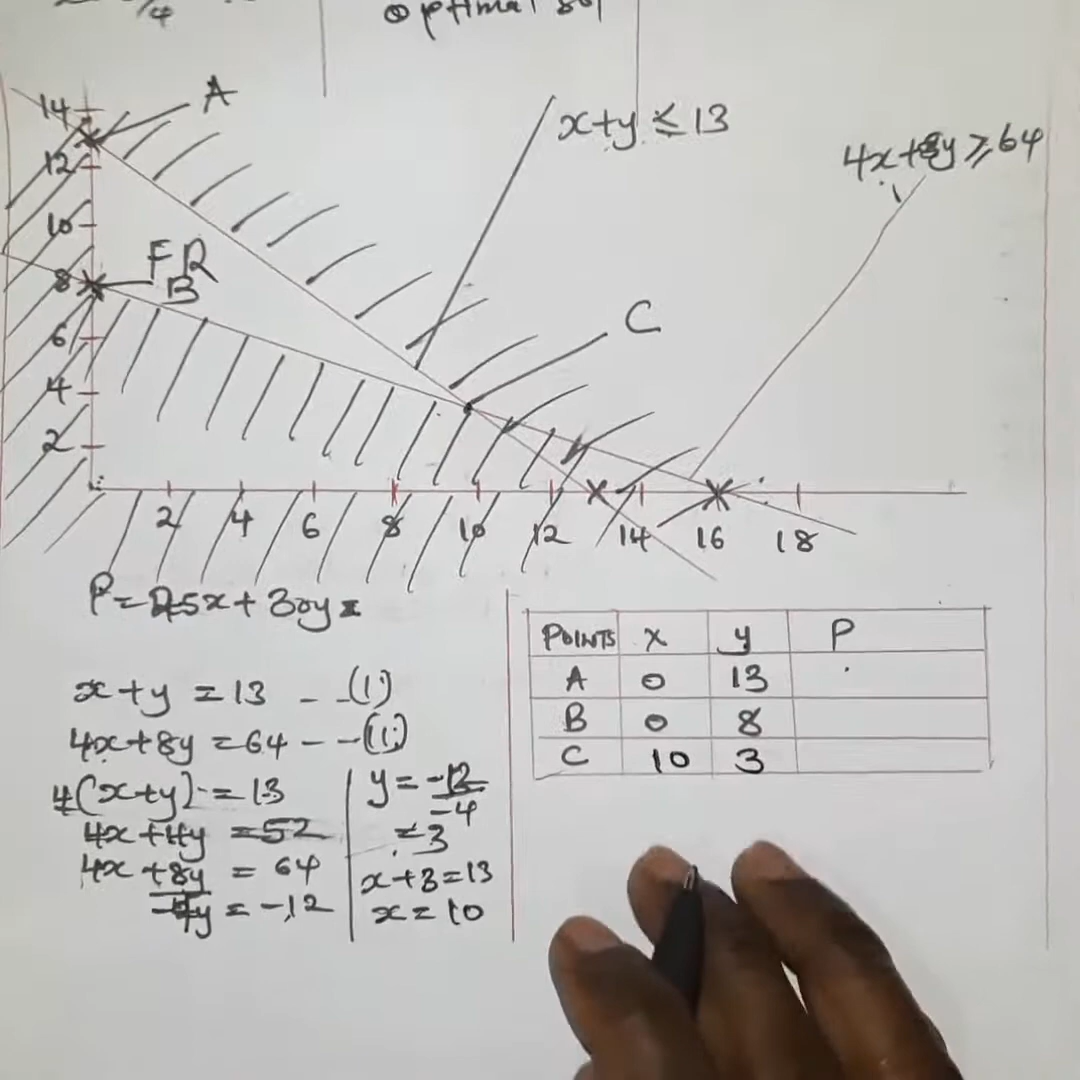 4
optimal sol
14
A
x+y ≤ 13
4x+8y ≥ 64
12
10
FR
8
B
6
C
4
2
2 4 6 8 10 12 14 16 18
P = 25x + 30y =
POINTS x y P
A 0 13
B 0 8
C 10 3
x + y = 13 -- (i)
4x+8y = 64 --- (ii)
4(x+y) = 13
4x + 4y = 52
4x + 8y = 64
-4y = -12
y = -12/-4
= 3
x + 3 = 13
x = 10